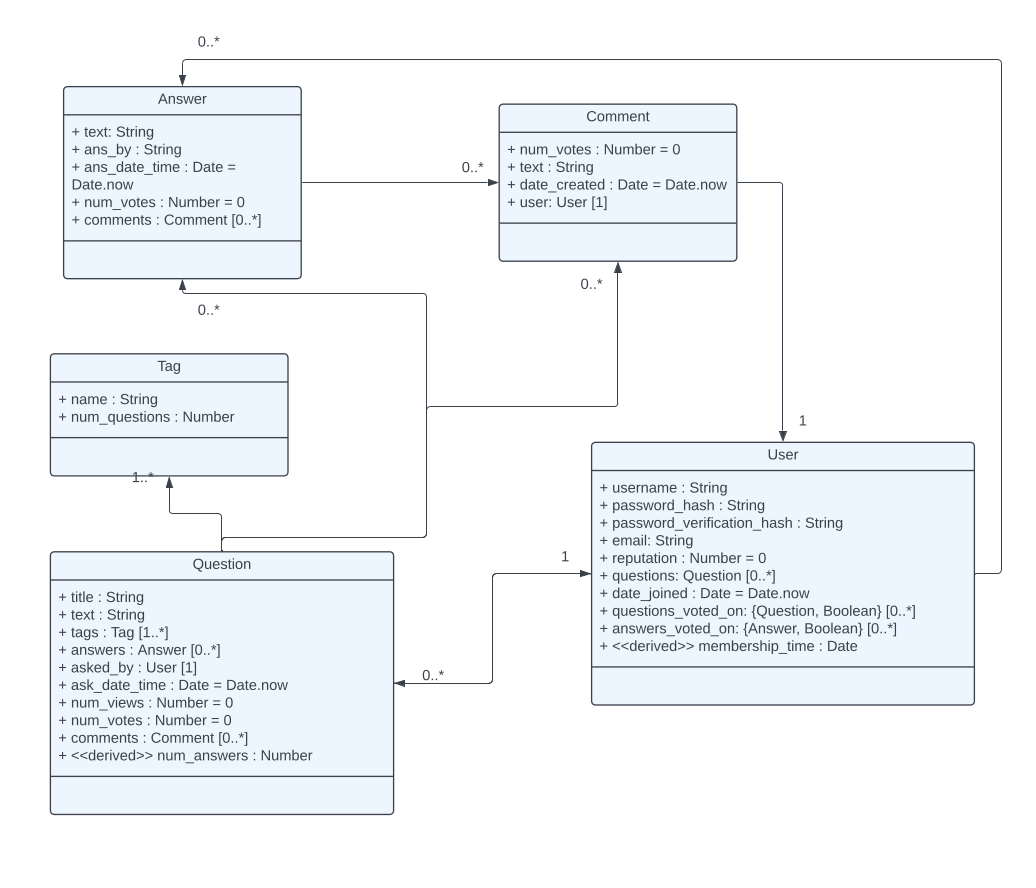 0..*
Answer
+ text: String
+ ans_by : String
+ ans_date_time : Date =
Date.now
+ num_votes : Number = 0
+ comments : Comment [0..*]
0..*
Comment
+ num_votes : Number = 0
+ text : String
+ date_created : Date = Date.now
+ user: User [1]
0..*
0..*
Tag
+ name : String
+ num_questions : Number
1..*
1
User
+ username : String
+ password_hash : String
+ password_verification_hash : String
+ email: String
+ reputation : Number = 0
+ questions: Question [0..*]
+ date_joined : Date = Date.now
+ questions_voted_on: {Question, Boolean} [0..*]
+ answers_voted_on: {Answer, Boolean} [0..*]
+ <<derived>> membership_time : Date
1
0..*
Question
+ title : String
+ text : String
+ tags : Tag [1..*]
+ answers : Answer [0..*]
+ asked_by : User [1]
+ ask_date_time : Date = Date.now
+ num_views : Number = 0
+ num_votes : Number = 0
+ comments : Comment [0..*]
+ <<derived>> num_answers : Number